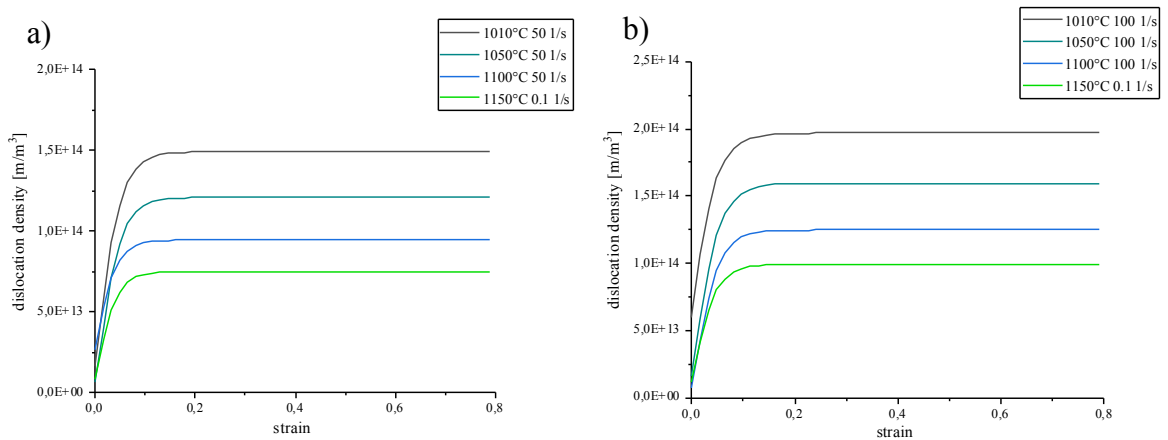 a)
1010°C 50 1/s
1050°C 50 1/s
1100°C 50 1/s
1150°C 0.1 1/s
2,0E+14
1,5E+14
1,0E+14
5,0E+13
0,0E+00
dislocation density [m/m³]
0,0
0,2
0,4
0,6
0,8
strain
b)
1010°C 100 1/s
1050°C 100 1/s
1100°C 100 1/s
1150°C 0.1 1/s
2,5E+14
2,0E+14
1,5E+14
1,0E+14
5,0E+13
0,0E+00
dislocation density [m/m³]
0,0
0,2
0,4
0,6
0,8
strain